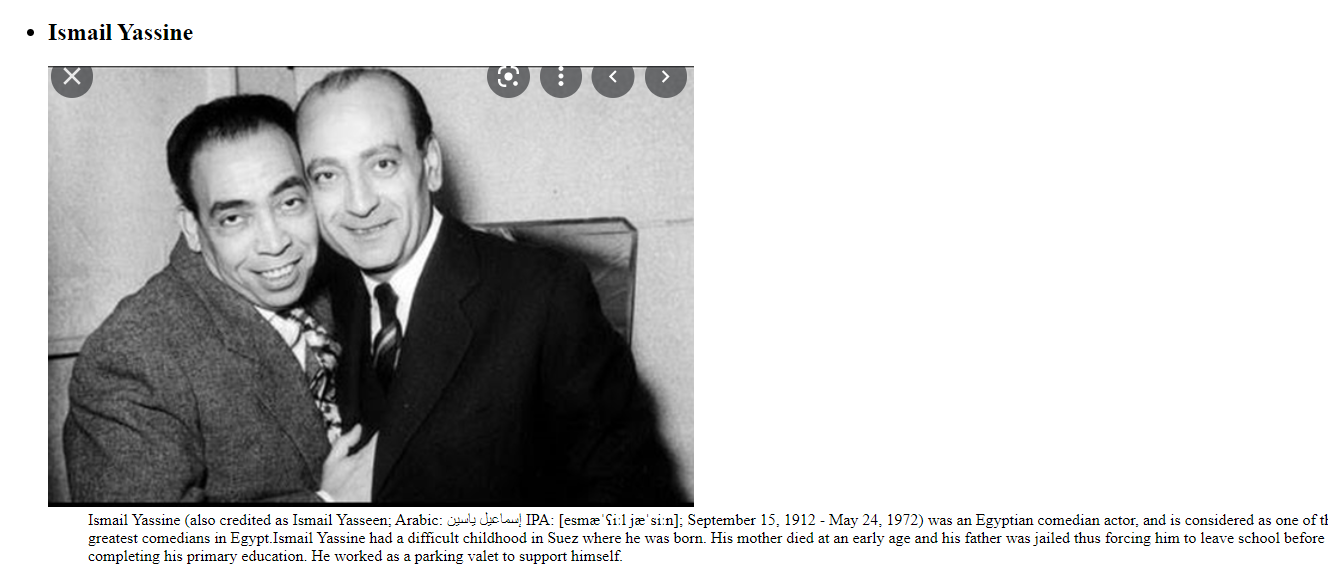 Ismail Yassine
Ismail Yassine (also credited as Ismail Yasseen; Arabic: إسماعيل ياسين IPA: [esmæˈʕiːl jæˈsiːn]; September 15, 1912 - May 24, 1972) was an Egyptian comedian actor, and is considered as one of
greatest comedians in Egypt.Ismail Yassine had a difficult childhood in Suez where he was born. His mother died at an early age and his father was jailed thus forcing him to leave school before
completing his primary education. He worked as a parking valet to support himself.